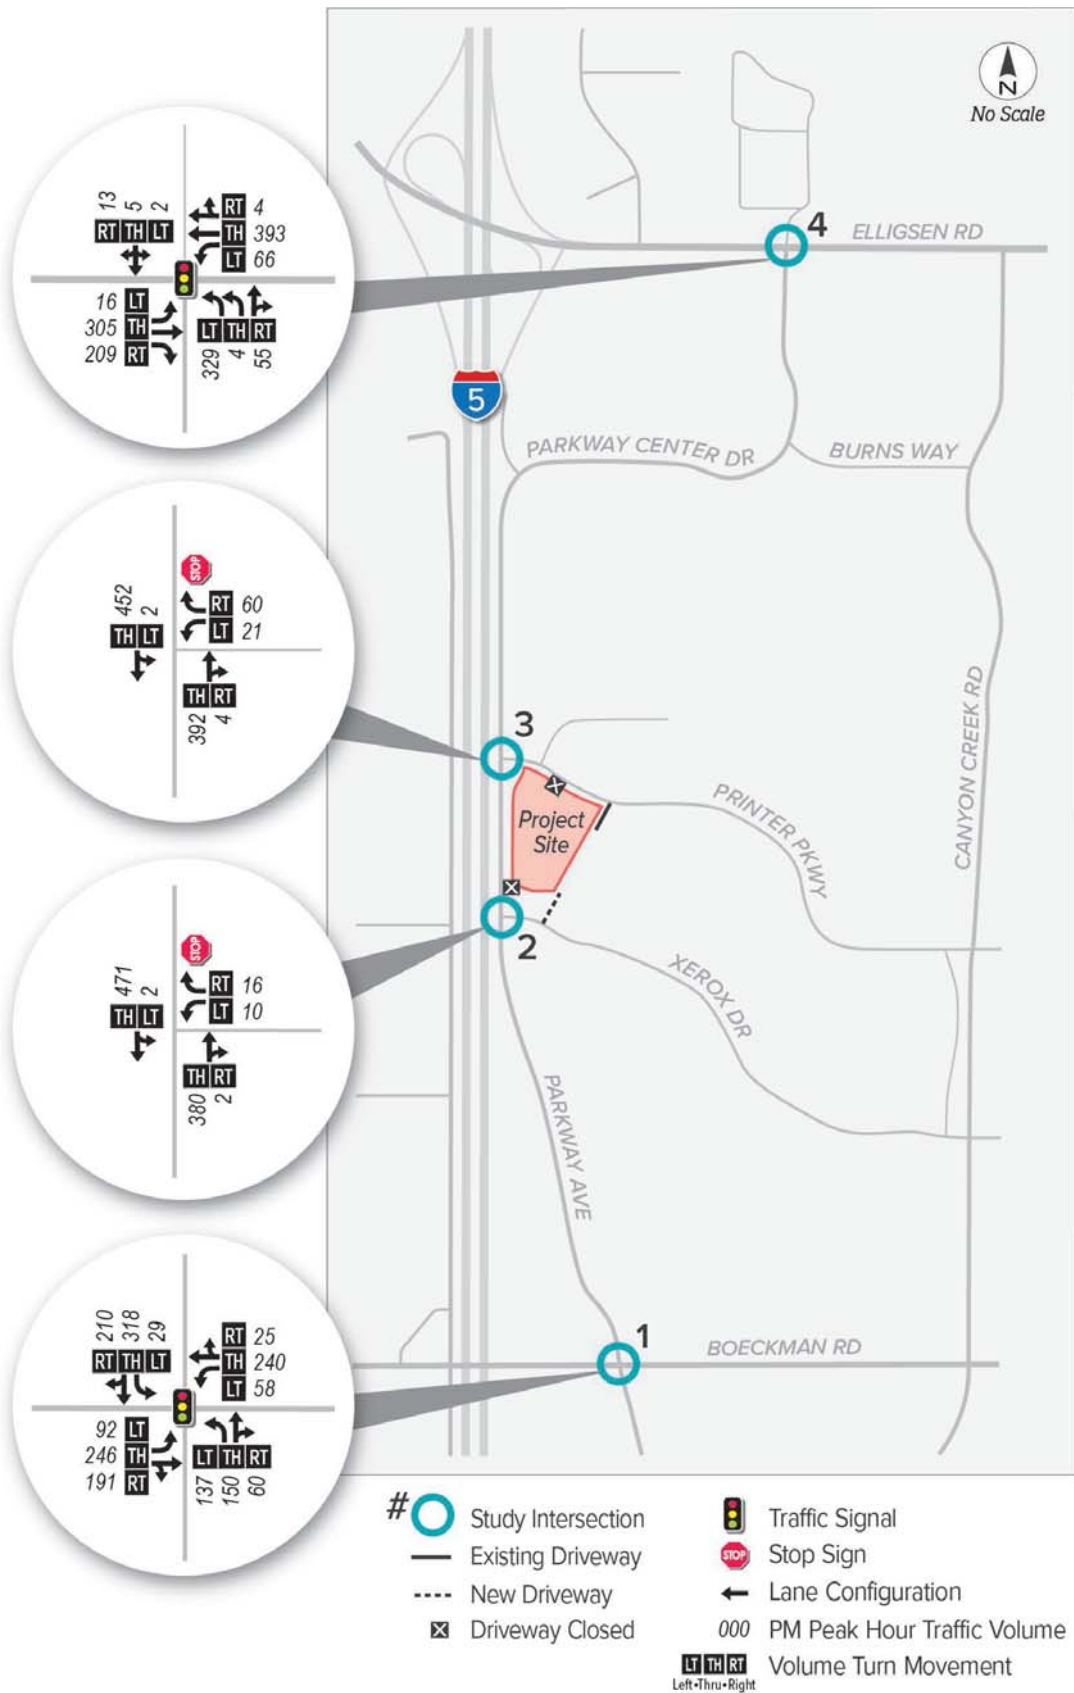 N
No Scale
4
ELLIGSEN RD
13 5 2
RT TH LT
RT 4
TH 393
LT 66
16 LT
305 TH
209 RT
LT TH RT
329 4 55
5
PARKWAY CENTER DR
BURNS WAY
452 2
TH LT
STOP
RT 60
LT 21
TH RT
392 4
3
Project
Site
PRINTER PKWY
CANYON CREEK RD
2
XEROX DR
471 2
TH LT
STOP
RT 16
LT 10
TH RT
380 2
PARKWAY AVE
1
BOECKMAN RD
210 318 29
RT TH LT
RT 25
TH 240
LT 58
92 LT
246 TH
191 RT
LT TH RT
137 150 60
# Study Intersection
Existing Driveway
New Driveway
Driveway Closed
Traffic Signal
STOP Stop Sign
Lane Configuration
000 PM Peak Hour Traffic Volume
LT TH RT Volume Turn Movement
Left•Thru•Right